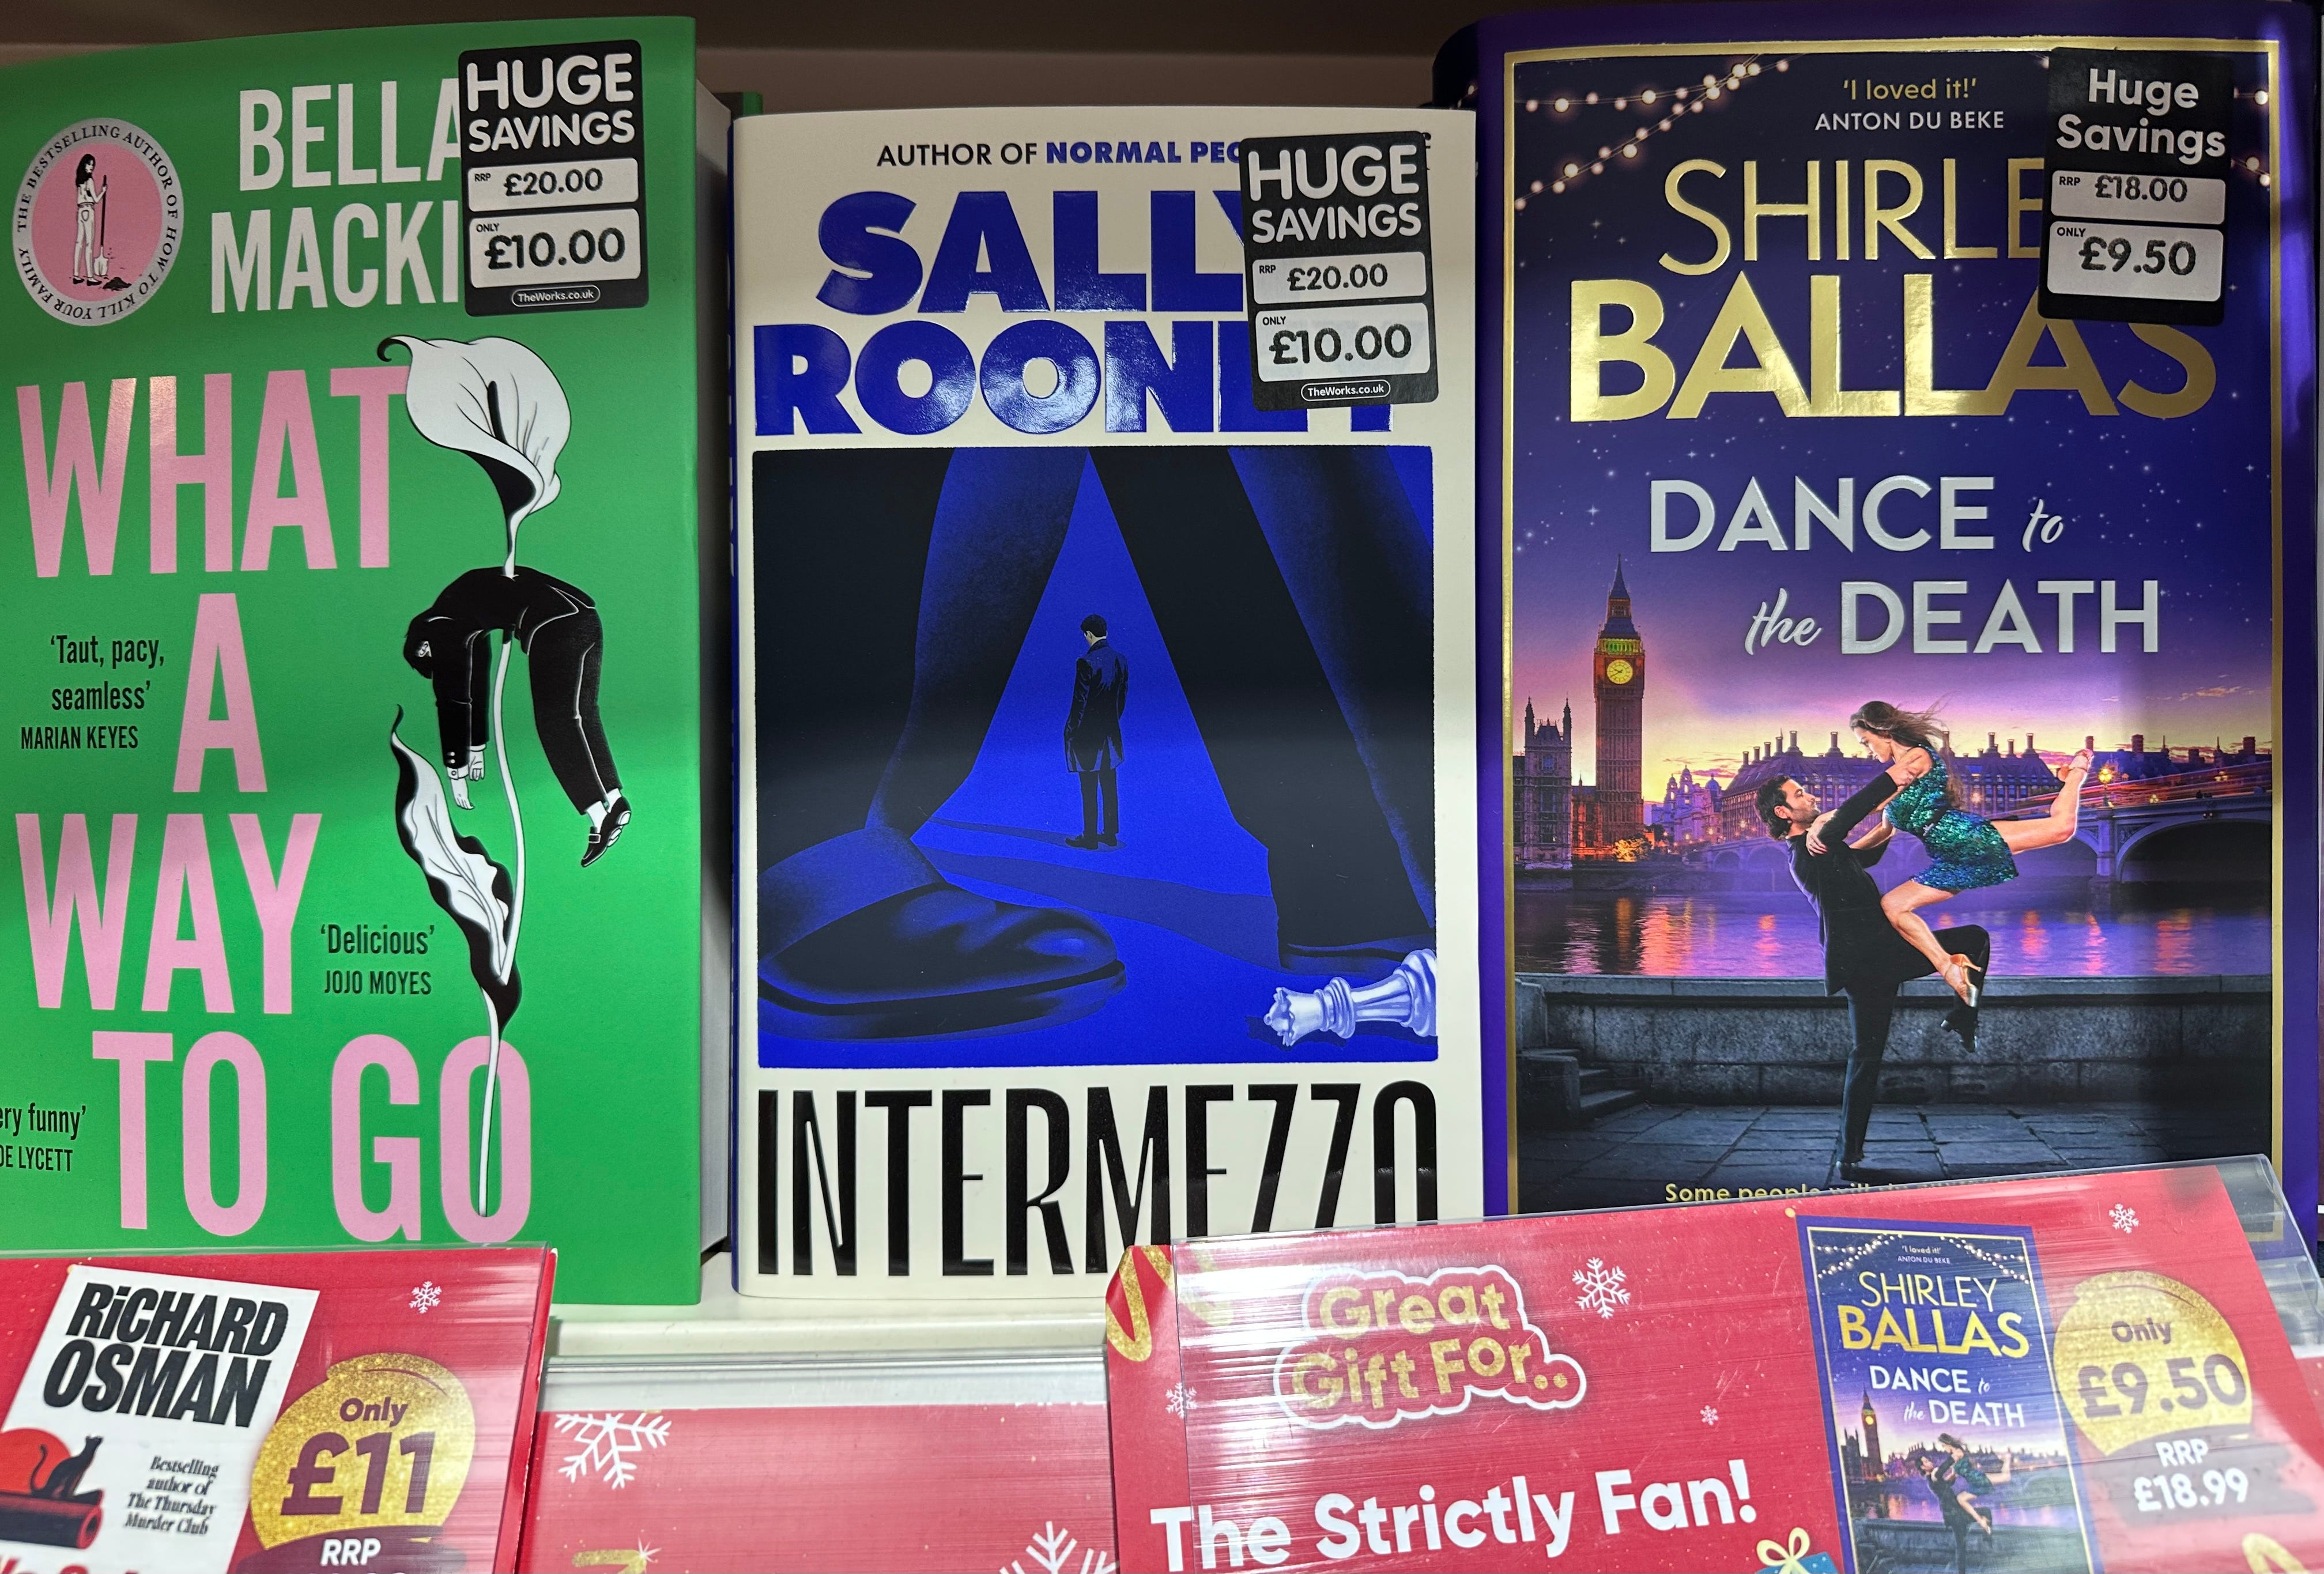 THE BESTSELLING AUTHOR OF HOW TO KILL YOUR FAMILY
BELLA
HUGE
SAVINGS
RRP £20.00
ONLY
£10.00
TheWorks.co.uk
WHAT
A
WAY
TO GO
'Taut, pacy,
seamless'
MARIAN KEYES
'Delicious'
JOJO MOYES
funny'
LYCETT
AUTHOR OF NORMAL
SALLY
ROONEY
HUGE
SAVINGS
RRP £20.00
ONLY
£10.00
TheWorks.co.uk
INTERMEZZO
'I loved it!'
ANTON DU BEKE
SHIRLE
BALLAS
Huge
Savings
RRP £18.00
ONLY
£9.50
DANCE to
the DEATH
Some people
RICHARD
OSMAN
Bestselling
author of
The Thursday
Murder Club
Only
£11
RRP
Great
Gift For..
The Strictly Fan!
'I loved it!'
ANTON DU BEKE
SHIRLEY
BALLAS
DANCE to
the DEATH
Only
£9.50
RRP
£18.99